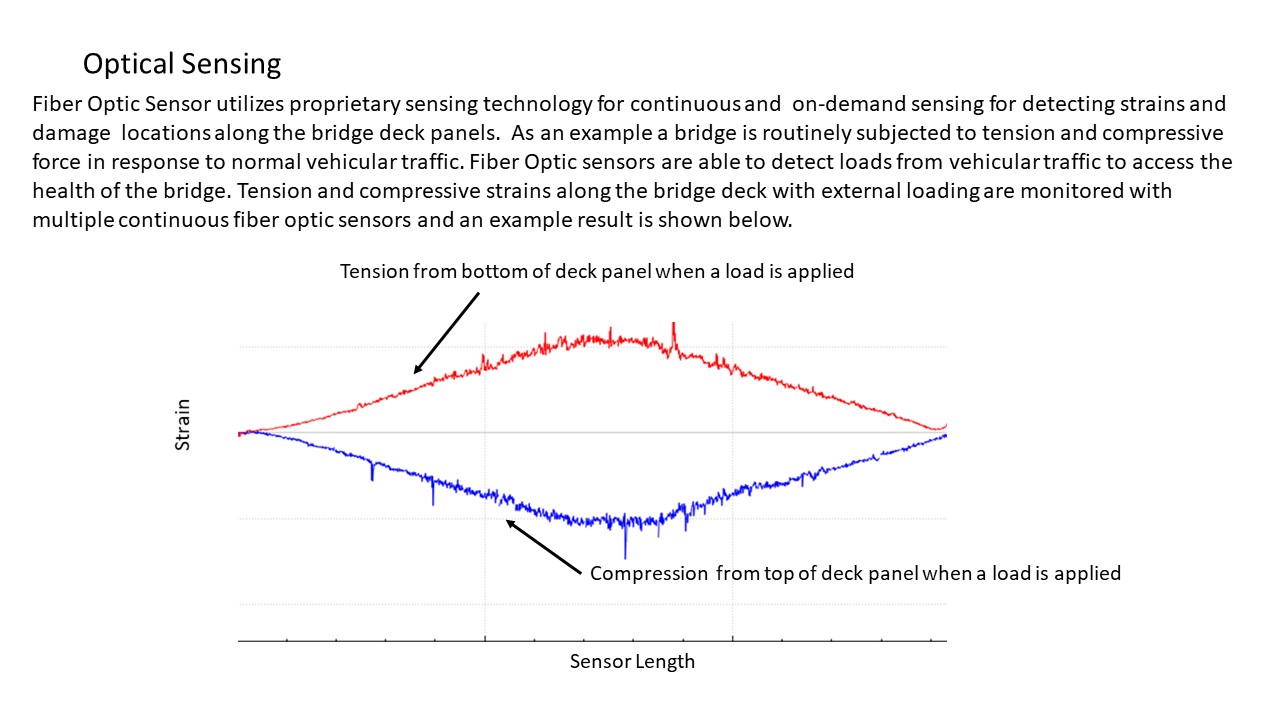 Optical Sensing
Fiber Optic Sensor utilizes proprietary sensing technology for continuous and on-demand sensing for detecting strains and
damage locations along the bridge deck panels. As an example a bridge is routinely subjected to tension and compressive
force in response to normal vehicular traffic. Fiber Optic sensors are able to detect loads from vehicular traffic to access the
health of the bridge. Tension and compressive strains along the bridge deck with external loading are monitored with
multiple continuous fiber optic sensors and an example result is shown below.
Tension from bottom of deck panel when a load is applied
Strain
Compression from top of deck panel when a load is applied
Sensor Length